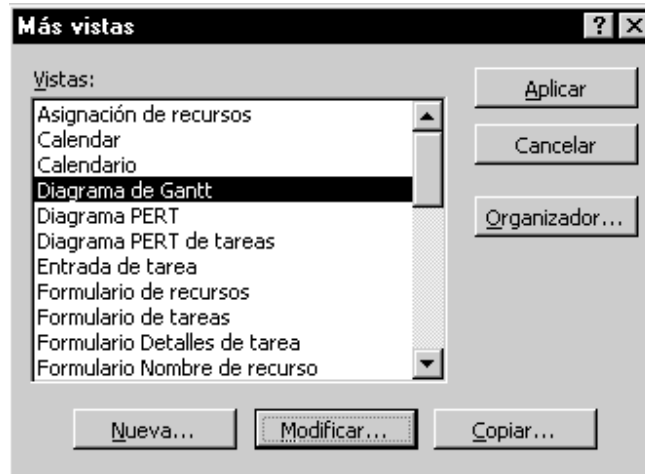 Más vistas
Vistas:
Asignación de recursos
Calendar
Calendario
Diagrama de Gantt
Diagrama PERT
Diagrama PERT de tareas
Entrada de tarea
Formulario de recursos
Formulario de tareas
Formulario Detalles de tarea
Formulario Nombre de recurso
Aplicar
Cancelar
Organizador...
Nueva... Modificar... Copiar...